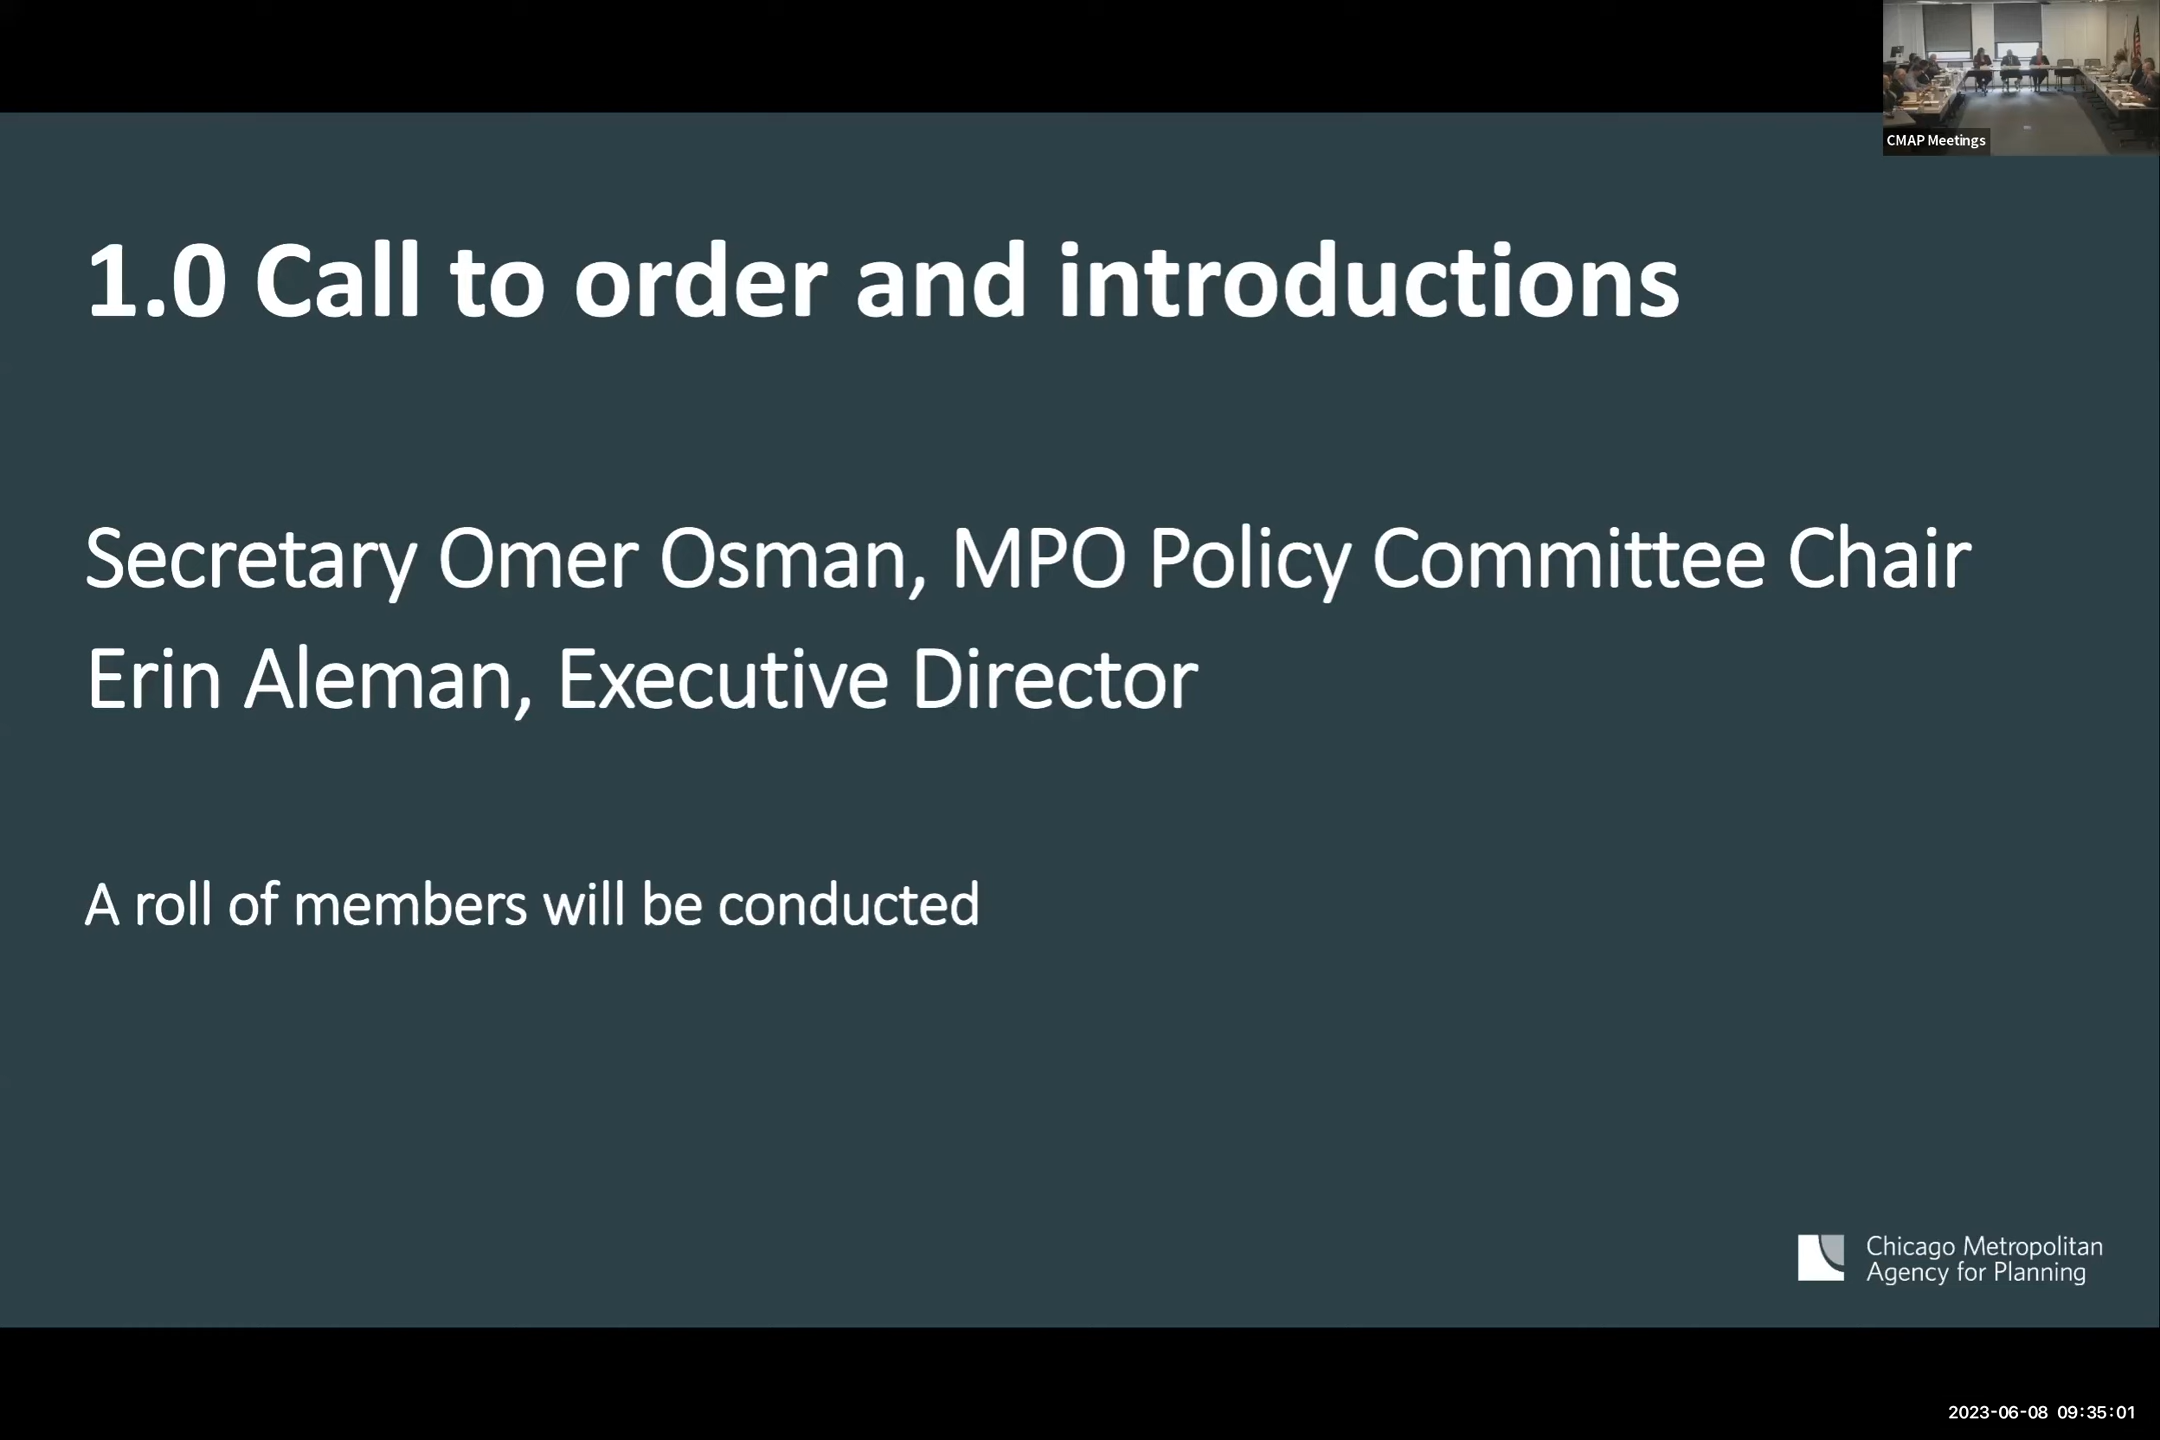 CMAP Meetings
1.0 Call to order and introductions
Secretary Omer Osman, MPO Policy Committee Chair
Erin Aleman, Executive Director
A roll of members will be conducted
Chicago Metropolitan
Agency for Planning
2023-06-08 09:35:01